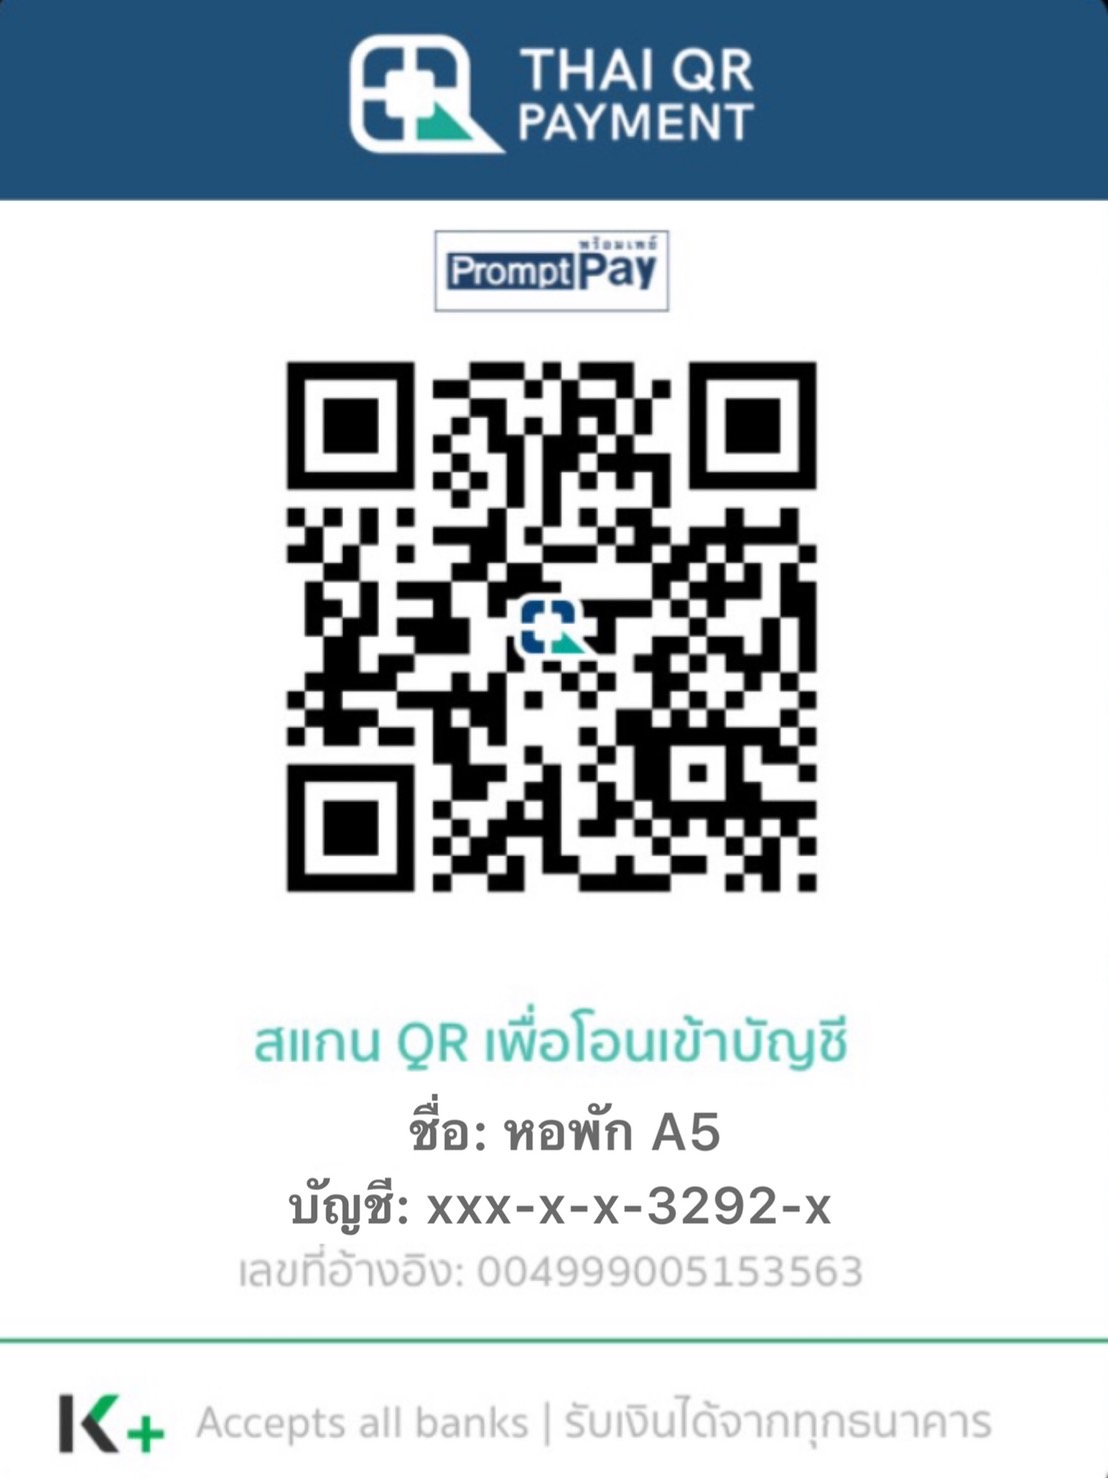 THAI QR
PAYMENT
พร้อมเพย์
PromptPay
สแกน QR เพื่อโอนเข้าบัญชี
ชื่อ: หอพัก A5
บัญชี: xxx-x-x-3292-x
เลขที่อ้างอิง: 004999005153563
K+ Accepts all banks | รับเงินได้จากทุกธนาคาร